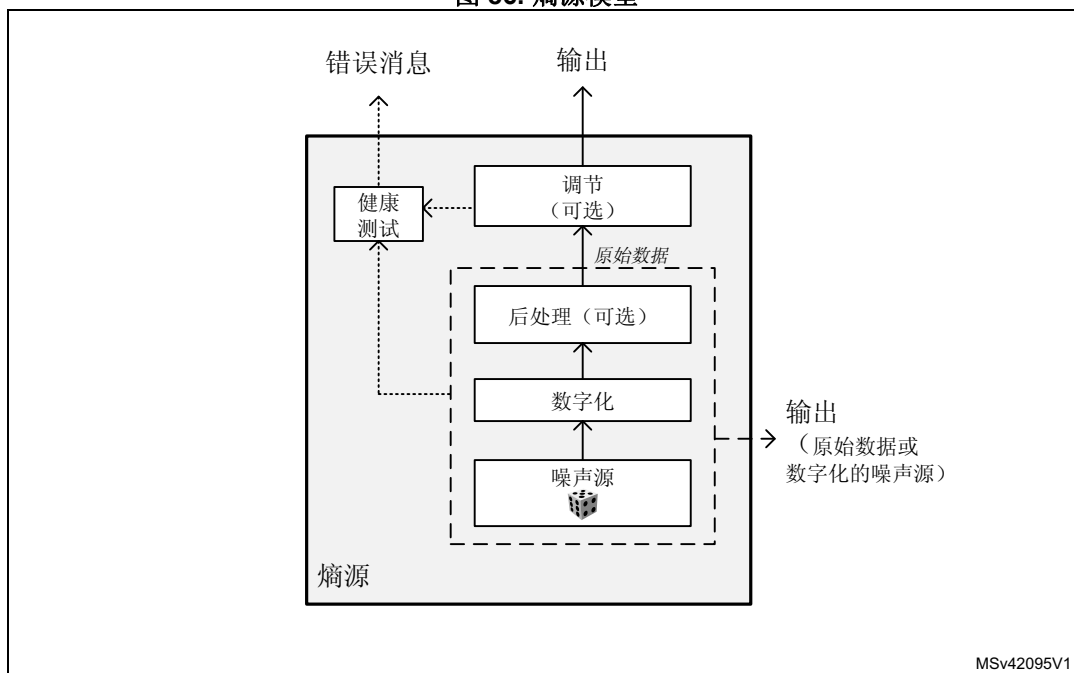 错误消息
输出
调节
（可选）
健康
测试
原始数据
后处理（可选）
数字化
输出
（原始数据或
数字化的噪声源）
噪声源
熵源
MSv42095V1